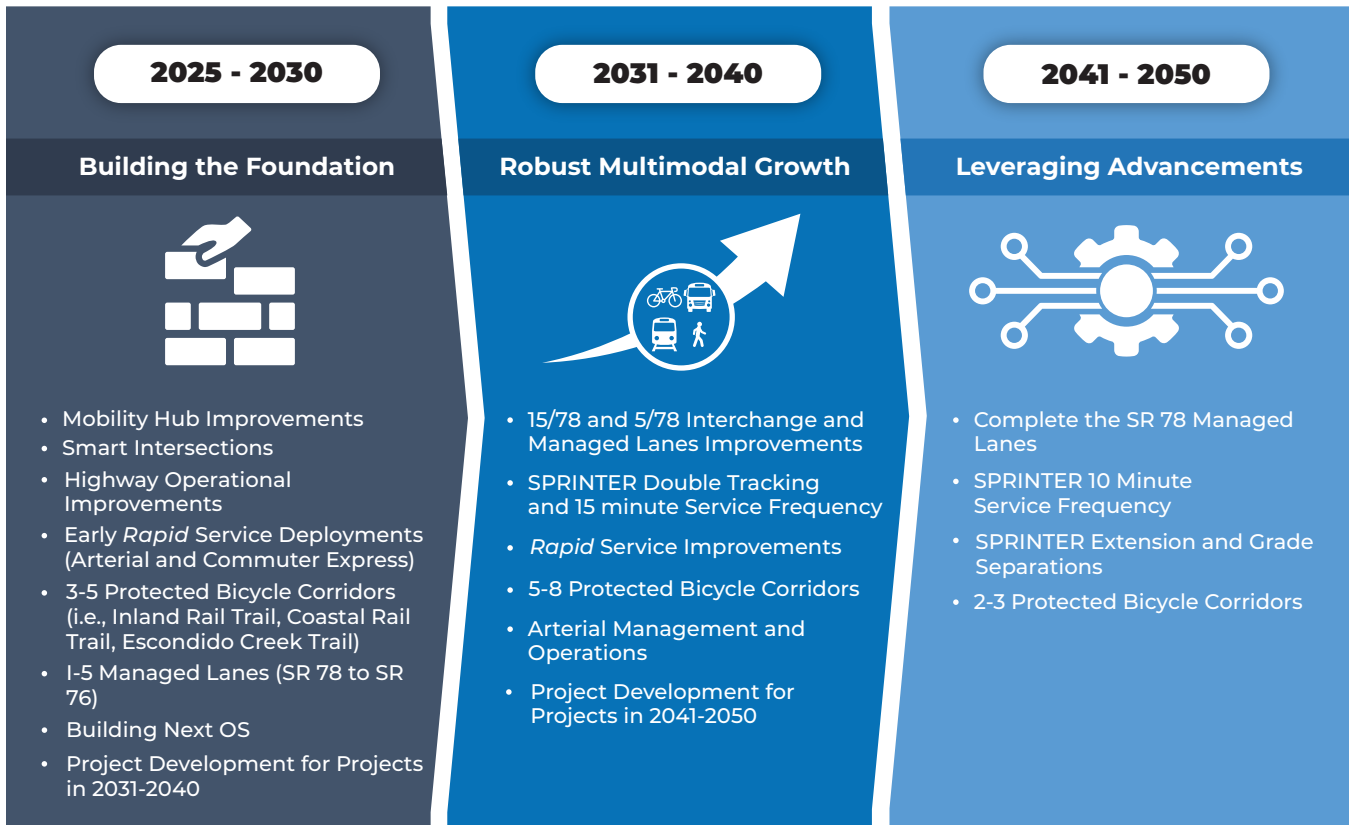 2025 - 2030
Building the Foundation
• Mobility Hub Improvements
• Smart Intersections
• Highway Operational
Improvements
• Early Rapid Service Deployments
(Arterial and Commuter Express)
• 3-5 Protected Bicycle Corridors
(i.e., Inland Rail Trail, Coastal Rail
Trail, Escondido Creek Trail)
• I-5 Managed Lanes (SR 78 to SR
76)
• Building Next OS
• Project Development for Projects
in 2031-2040
2031 - 2040
Robust Multimodal Growth
• 15/78 and 5/78 Interchange and
Managed Lanes Improvements
• SPRINTER Double Tracking
and 15 minute Service Frequency
• Rapid Service Improvements
• 5-8 Protected Bicycle Corridors
• Arterial Management and
Operations
• Project Development for
Projects in 2041-2050
2041 - 2050
Leveraging Advancements
• Complete the SR 78 Managed
Lanes
• SPRINTER 10 Minute
Service Frequency
• SPRINTER Extension and Grade
Separations
• 2-3 Protected Bicycle Corridors